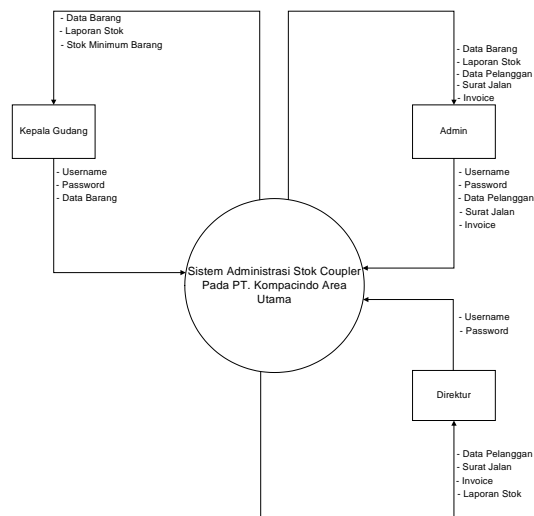 - Data Barang
- Laporan Stok
- Stok Minimum Barang
Kepala Gudang
- Username
- Password
- Data Barang
- Data Barang
- Laporan Stok
- Data Pelanggan
- Surat Jalan
- Invoice
Admin
- Username
- Password
- Data Pelanggan
- Surat Jalan
- Invoice
Sistem Administrasi Stok Coupler
Pada PT. Kompacindo Area
Utama
- Username
- Password
Direktur
- Data Pelanggan
- Surat Jalan
- Invoice
- Laporan Stok